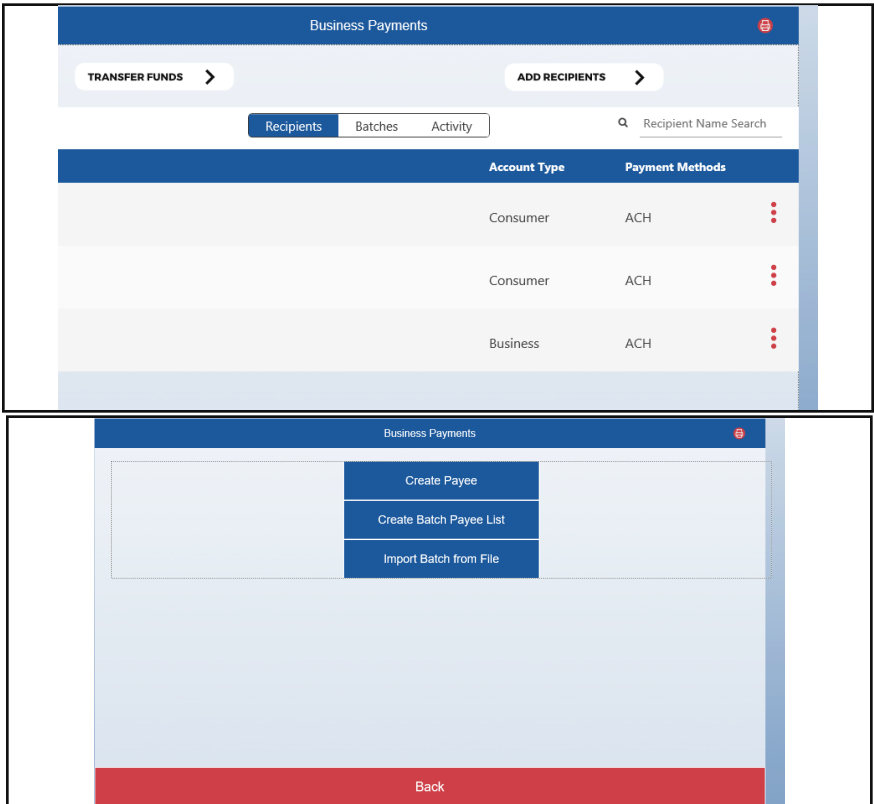 Business Payments
TRANSFER FUNDS
ADD RECIPIENTS
Recipients Batches Activity
Recipient Name Search
Account Type Payment Methods
Consumer ACH
Consumer ACH
Business ACH
Business Payments
Create Payee
Create Batch Payee List
Import Batch from File
Back